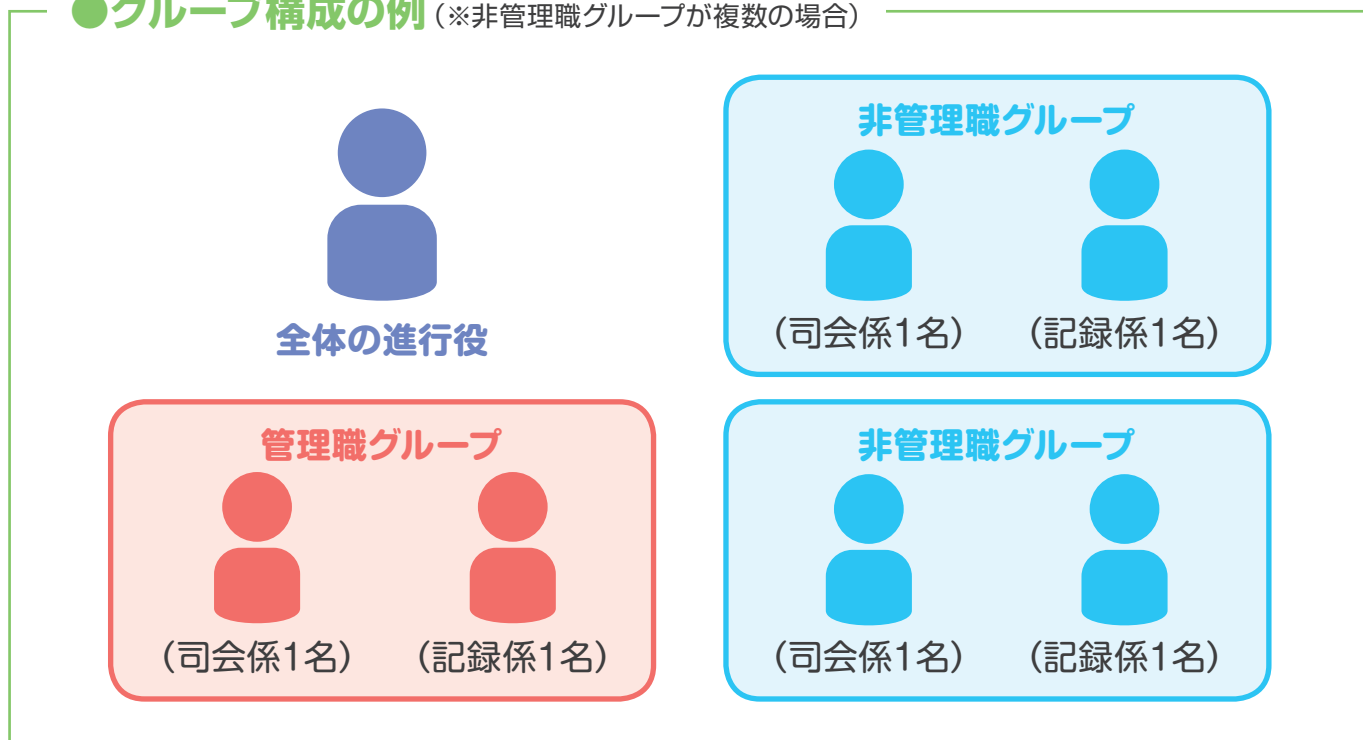 ●グループ構成の例(※非管理職グループが複数の場合)
全体の進行役
非管理職グループ
(司会係1名) (記録係1名)
管理職グループ
(司会係1名) (記録係1名)
非管理職グループ
(司会係1名) (記録係1名)